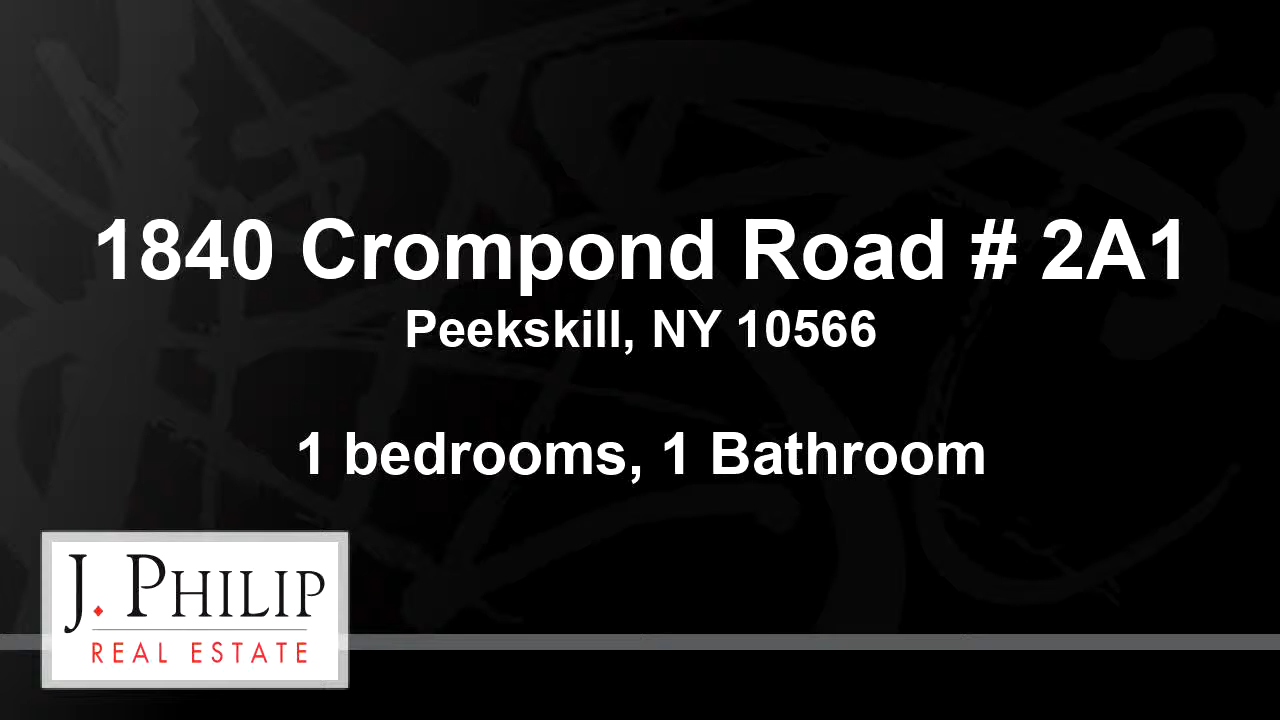 1840 Crompond Road # 2A1
Peekskill, NY 10566
1 bedrooms, 1 Bathroom
J. PHILIP
REAL ESTATE